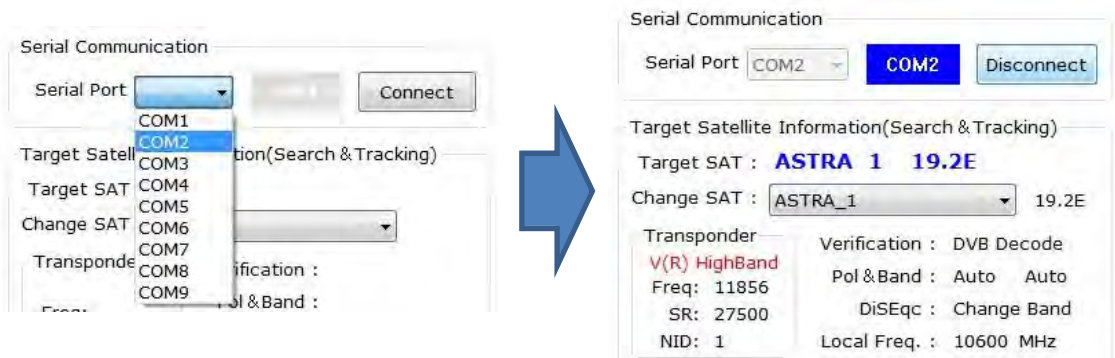 Serial Communication
Serial Port
Connect
COM1
COM2
COM3
COM4
COM5
COM6
COM7
COM8
COM9
Target Satel tion(Search & Tracking)
Target SAT
Change SAT
Transponde
ification :
Pol & Band :
Serial Communication
Serial Port COM2 COM2 Disconnect
Target Satellite Information(Search & Tracking)
Target SAT : ASTRA 1 19.2E
Change SAT : ASTRA_1 19.2E
Transponder
V(R) HighBand
Freq: 11856
SR: 27500
NID: 1
Verification : DVB Decode
Pol & Band : Auto Auto
DiSEqc : Change Band
Local Freq. : 10600 MHz